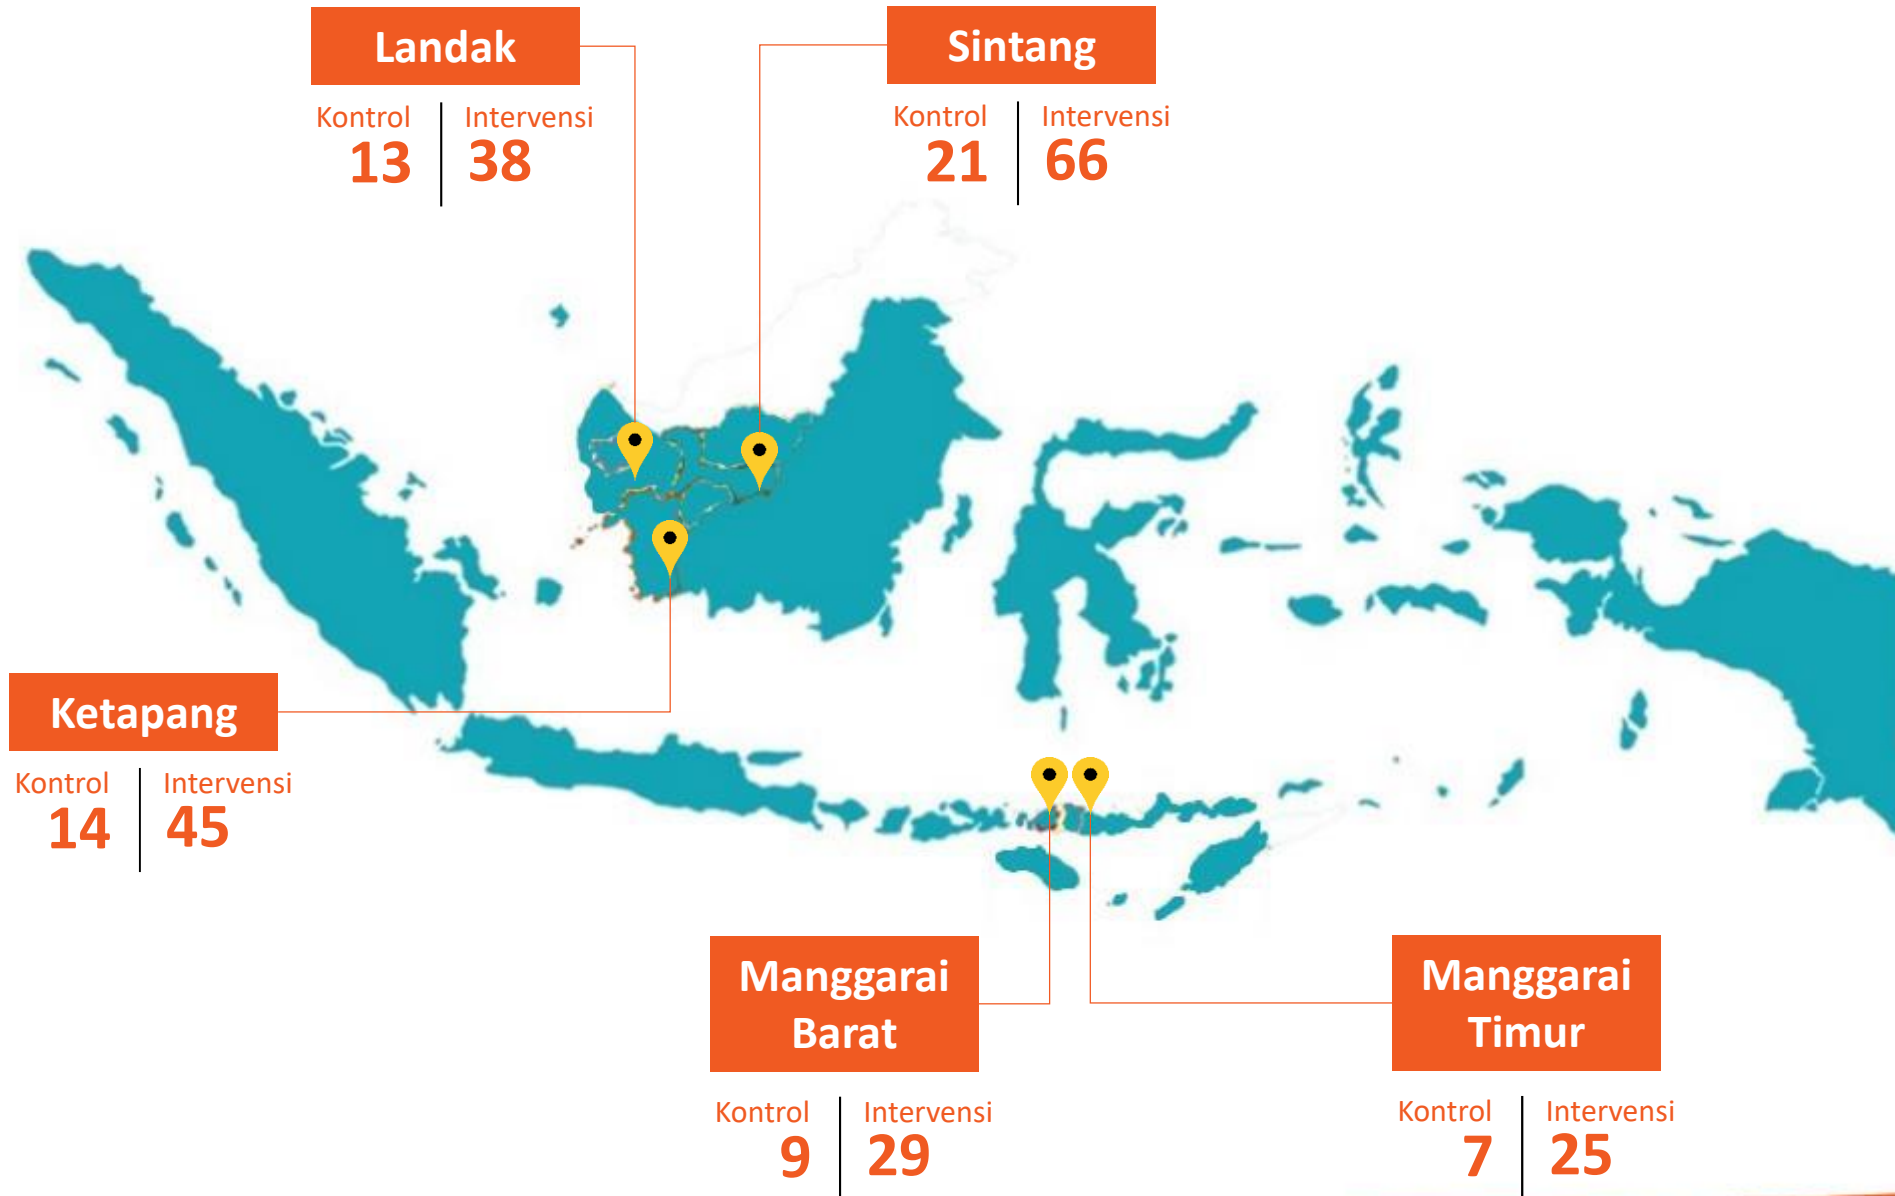 Landak
Kontrol
13
Intervensi
38
Sintang
Kontrol
21
Intervensi
66
Ketapang
Kontrol
14
Intervensi
45
Manggarai
Barat
Kontrol
9
Intervensi
29
Manggarai
Timur
Kontrol
7
Intervensi
25